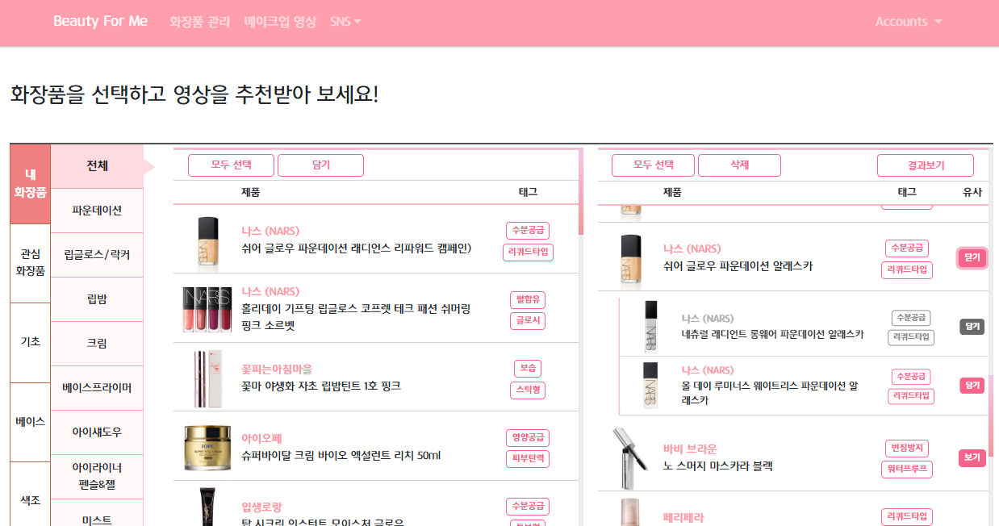 Beauty For Me 화장품 관리 메이크업 영상 SNS Accounts
화장품을 선택하고 영상을 추천받아 보세요!
내
화장품
관심
화장품
기초
베이스
색조
전체
파운데이션
립글로스/락커
립밤
크림
베이스프라이머
아이섀도우
아이라이너
펜슬&젤
미스트
모두 선택 담기
제품 태그
나스 (NARS)
쉬어 글로우 파운데이션 래디언스 리파워드 캠페인)
수분공급
리퀴드타입
나스 (NARS)
홀리데이 기프팅 립글로스 코프렛 테크 패션 쉬머링
핑크 소르벳
펄함유
글로시
꽃피는아침마을
꽃마 야생화 자초 립밤틴트 1호 핑크
보습
스틱형
아이오페
슈퍼바이탈 크림 바이오 엑설런트 리치 50ml
영양공급
피부탄력
입생로랑
탑 시크릿 인스턴트 모이스처 글로우
수분공급
모두 선택 삭제 결과보기
제품 태그 유사
나스 (NARS)
쉬어 글로우 파운데이션 알래스카
수분공급
리퀴드타입
닫기
나스 (NARS)
네츄럴 래디언트 롱웨어 파운데이션 알래스카
수분공급
리퀴드타입
담기
나스 (NARS)
올 데이 루미너스 웨이트리스 파운데이션 알
래스카
수분공급
리퀴드타입
담기
바비 브라운
노 스머지 마스카라 블랙
번짐방지
워터프루프
보기
페리페라
리퀴드타입
NARS
IOPE